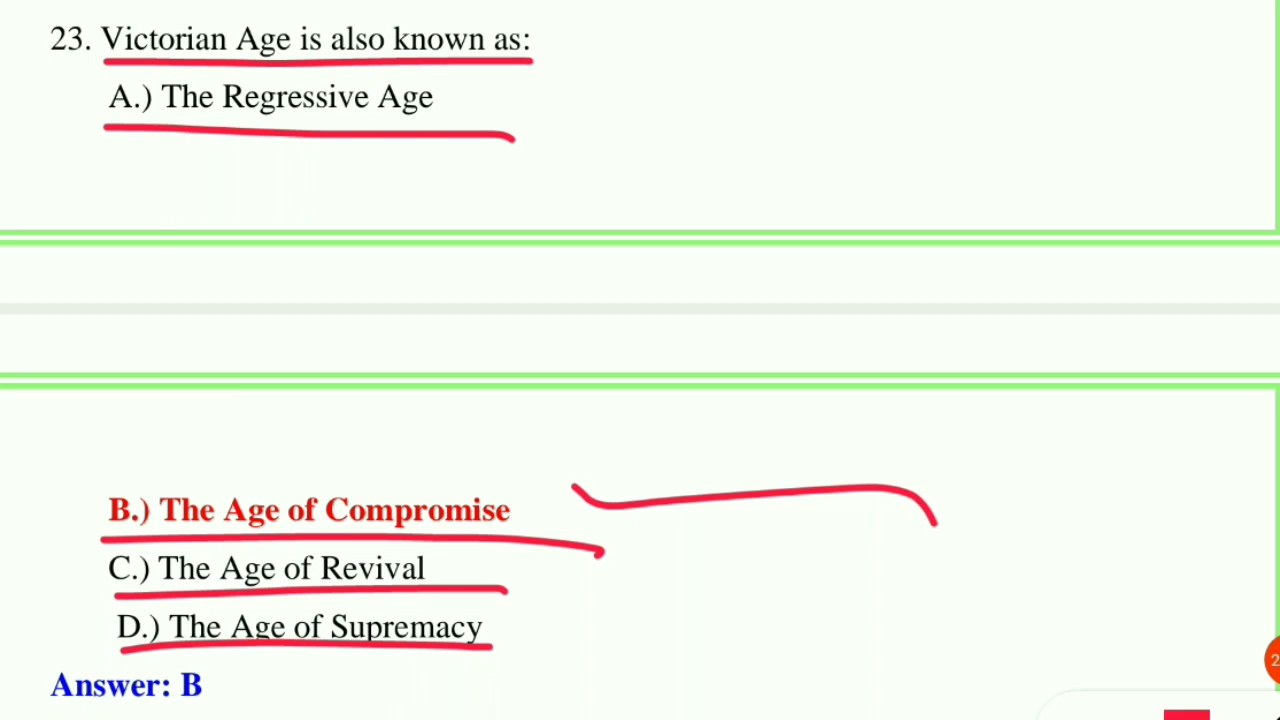 23. Victorian Age is also known as:
A.) The Regressive Age
B.) The Age of Compromise
C.) The Age of Revival
D.) The Age of Supremacy
2
Answer: B